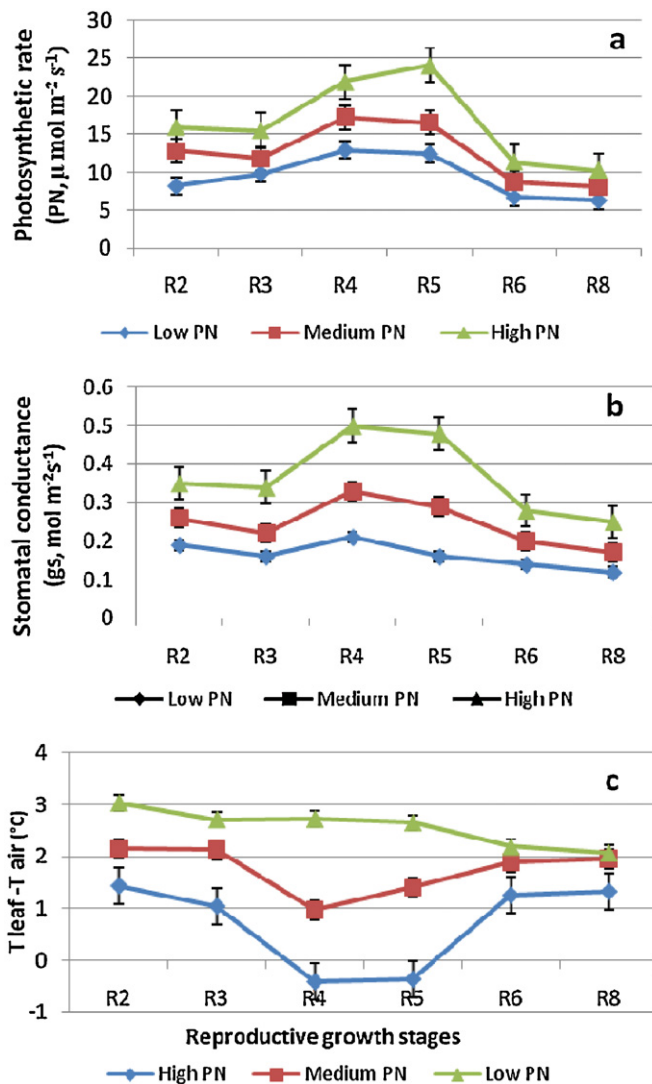 a
Photosynthetic rate
(PN, μ mol m⁻² s⁻¹)
30
25
20
15
10
5
0
R2 R3 R4 R5 R6 R8
Low PN Medium PN High PN
b
Stomatal conductance
(gs, mol m⁻²s⁻¹)
0.6
0.5
0.4
0.3
0.2
0.1
0
R2 R3 R4 R5 R6 R8
Low PN Medium PN High PN
c
T leaf -T air (°C)
4
3
2
1
0
-1
R2 R3 R4 R5 R6 R8
Reproductive growth stages
High PN Medium PN Low PN